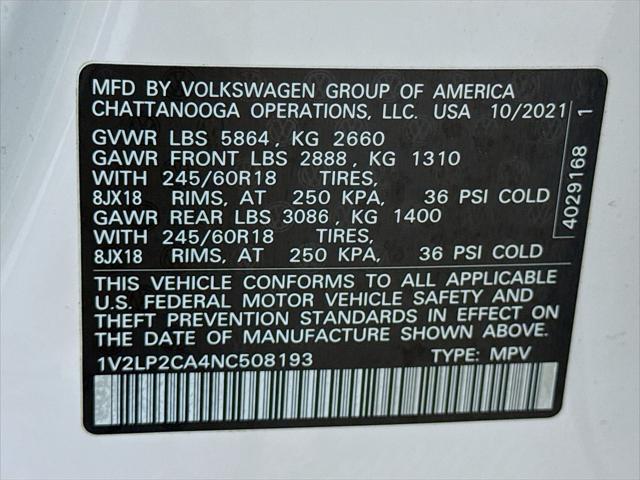 MFD BY VOLKSWAGEN GROUP OF AMERICA
CHATTANOOGA OPERATIONS, LLC. USA 10/2021
GVWR LBS 5864, KG 2660
GAWR FRONT LBS 2888, KG 1310
WITH 245/60R18 TIRES,
8JX18 RIMS, AT 250 KPA, 36 PSI COLD
GAWR REAR LBS 3086, KG 1400
WITH 245/60R18 TIRES,
8JX18 RIMS, AT 250 KPA, 36 PSI COLD
THIS VEHICLE CONFORMS TO ALL APPLICABLE
U.S. FEDERAL MOTOR VEHICLE SAFETY AND
THEFT PREVENTION STANDARDS IN EFFECT ON
THE DATE OF MANUFACTURE SHOWN ABOVE.
1V2LP2CA4NC508193 TYPE: MPV
4029168 1